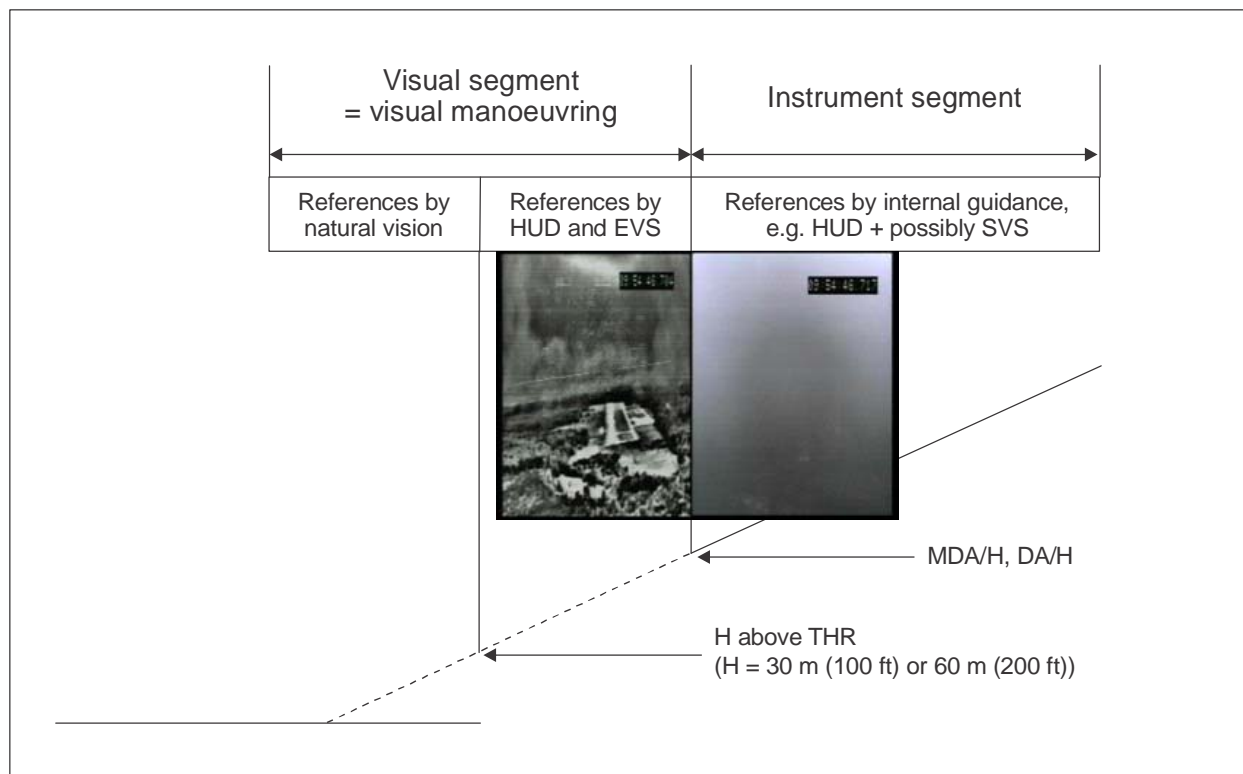 Visual segment
= visual manoeuvring
Instrument segment
References by
natural vision
References by
HUD and EVS
References by internal guidance,
e.g. HUD + possibly SVS
MDA/H, DA/H
H above THR
(H = 30 m (100 ft) or 60 m (200 ft))